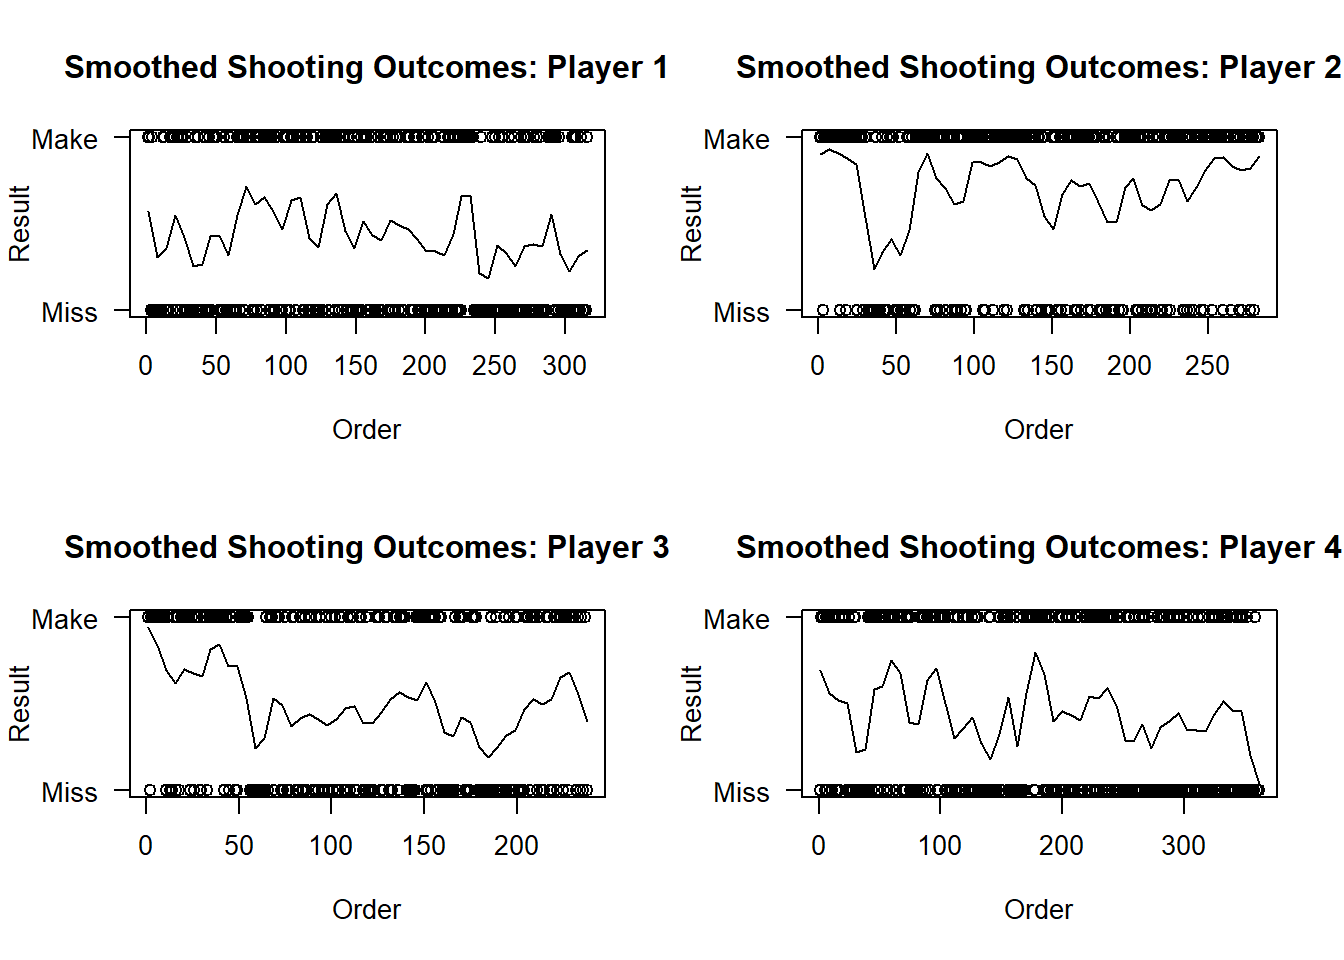 Smoothed Shooting Outcomes: Player 1
Make
Result
Miss
0 50 100 150 200 250 300
Order
Smoothed Shooting Outcomes: Player 2
Make
Result
Miss
0 50 100 150 200 250
Order
Smoothed Shooting Outcomes: Player 3
Make
Result
Miss
0 50 100 150 200
Order
Smoothed Shooting Outcomes: Player 4
Make
Result
Miss
0 100 200 300
Order